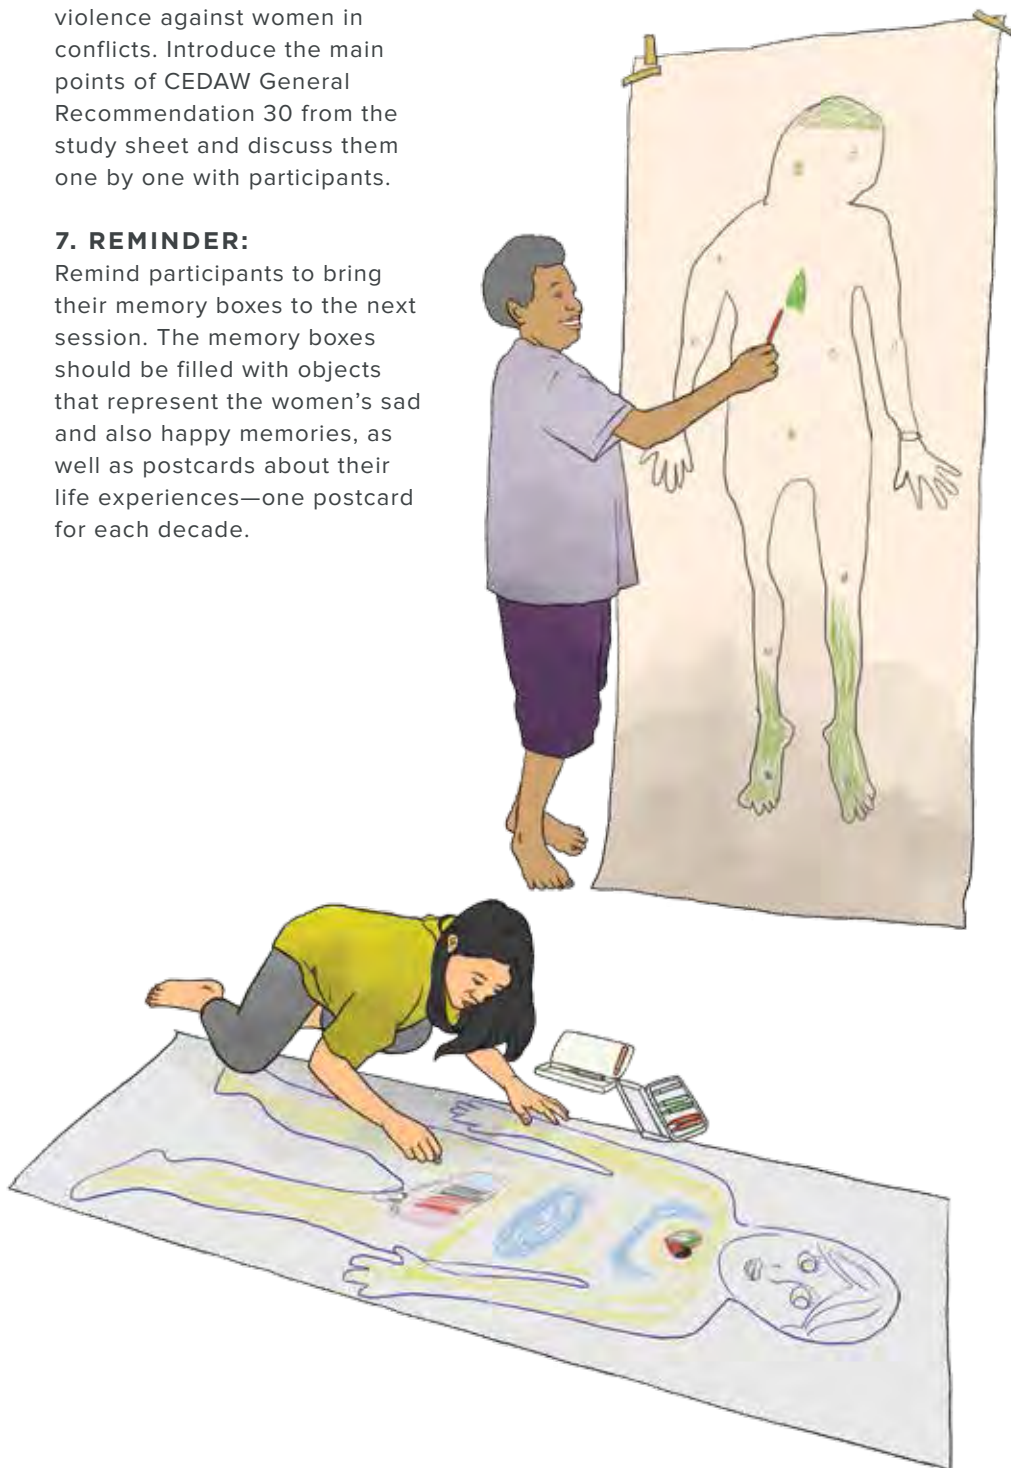 violence against women in
conflicts. Introduce the main
points of CEDAW General
Recommendation 30 from the
study sheet and discuss them
one by one with participants.
7. REMINDER:
Remind participants to bring
their memory boxes to the next
session. The memory boxes
should be filled with objects
that represent the women’s sad
and also happy memories, as
well as postcards about their
life experiences—one postcard
for each decade.